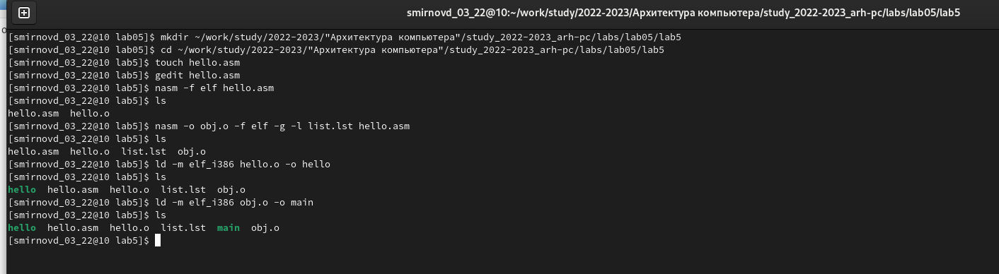 smirnovd_03_22@10:~/work/study/2022-2023/Архитектура компьютера/study_2022-2023_arh-pc/labs/lab05/lab5
[smirnovd_03_22@10 lab05]$ mkdir ~/work/study/2022-2023/"Архитектура компьютера"/study_2022-2023_arh-pc/labs/lab05/lab5
[smirnovd_03_22@10 lab05]$ cd ~/work/study/2022-2023/"Архитектура компьютера"/study_2022-2023_arh-pc/labs/lab05/lab5
[smirnovd_03_22@10 lab5]$ touch hello.asm
[smirnovd_03_22@10 lab5]$ gedit hello.asm
[smirnovd_03_22@10 lab5]$ nasm -f elf hello.asm
[smirnovd_03_22@10 lab5]$ ls
hello.asm  hello.o
[smirnovd_03_22@10 lab5]$ nasm -o obj.o -f elf -g -l list.lst hello.asm
[smirnovd_03_22@10 lab5]$ ls
hello.asm  hello.o  list.lst  obj.o
[smirnovd_03_22@10 lab5]$ ld -m elf_i386 hello.o -o hello
[smirnovd_03_22@10 lab5]$ ls
hello  hello.asm  hello.o  list.lst  obj.o
[smirnovd_03_22@10 lab5]$ ld -m elf_i386 obj.o -o main
[smirnovd_03_22@10 lab5]$ ls
hello  hello.asm  hello.o  list.lst  main  obj.o
[smirnovd_03_22@10 lab5]$